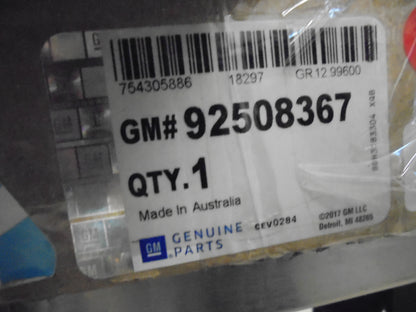 754305886 18297 GR 12.99600
GM# 92508367
QTY.1
Made In Australia
GM GENUINE PARTS CEV0284
©2017 GM LLC
Detroit, MI 48265